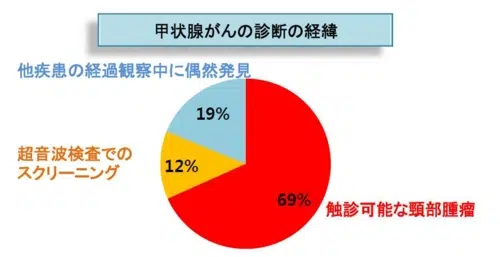 甲状腺がんの診断の経緯
他疾患の経過観察中に偶然発見
19%
超音波検査での
スクリーニング
12%
69%
触診可能な頸部腫瘤